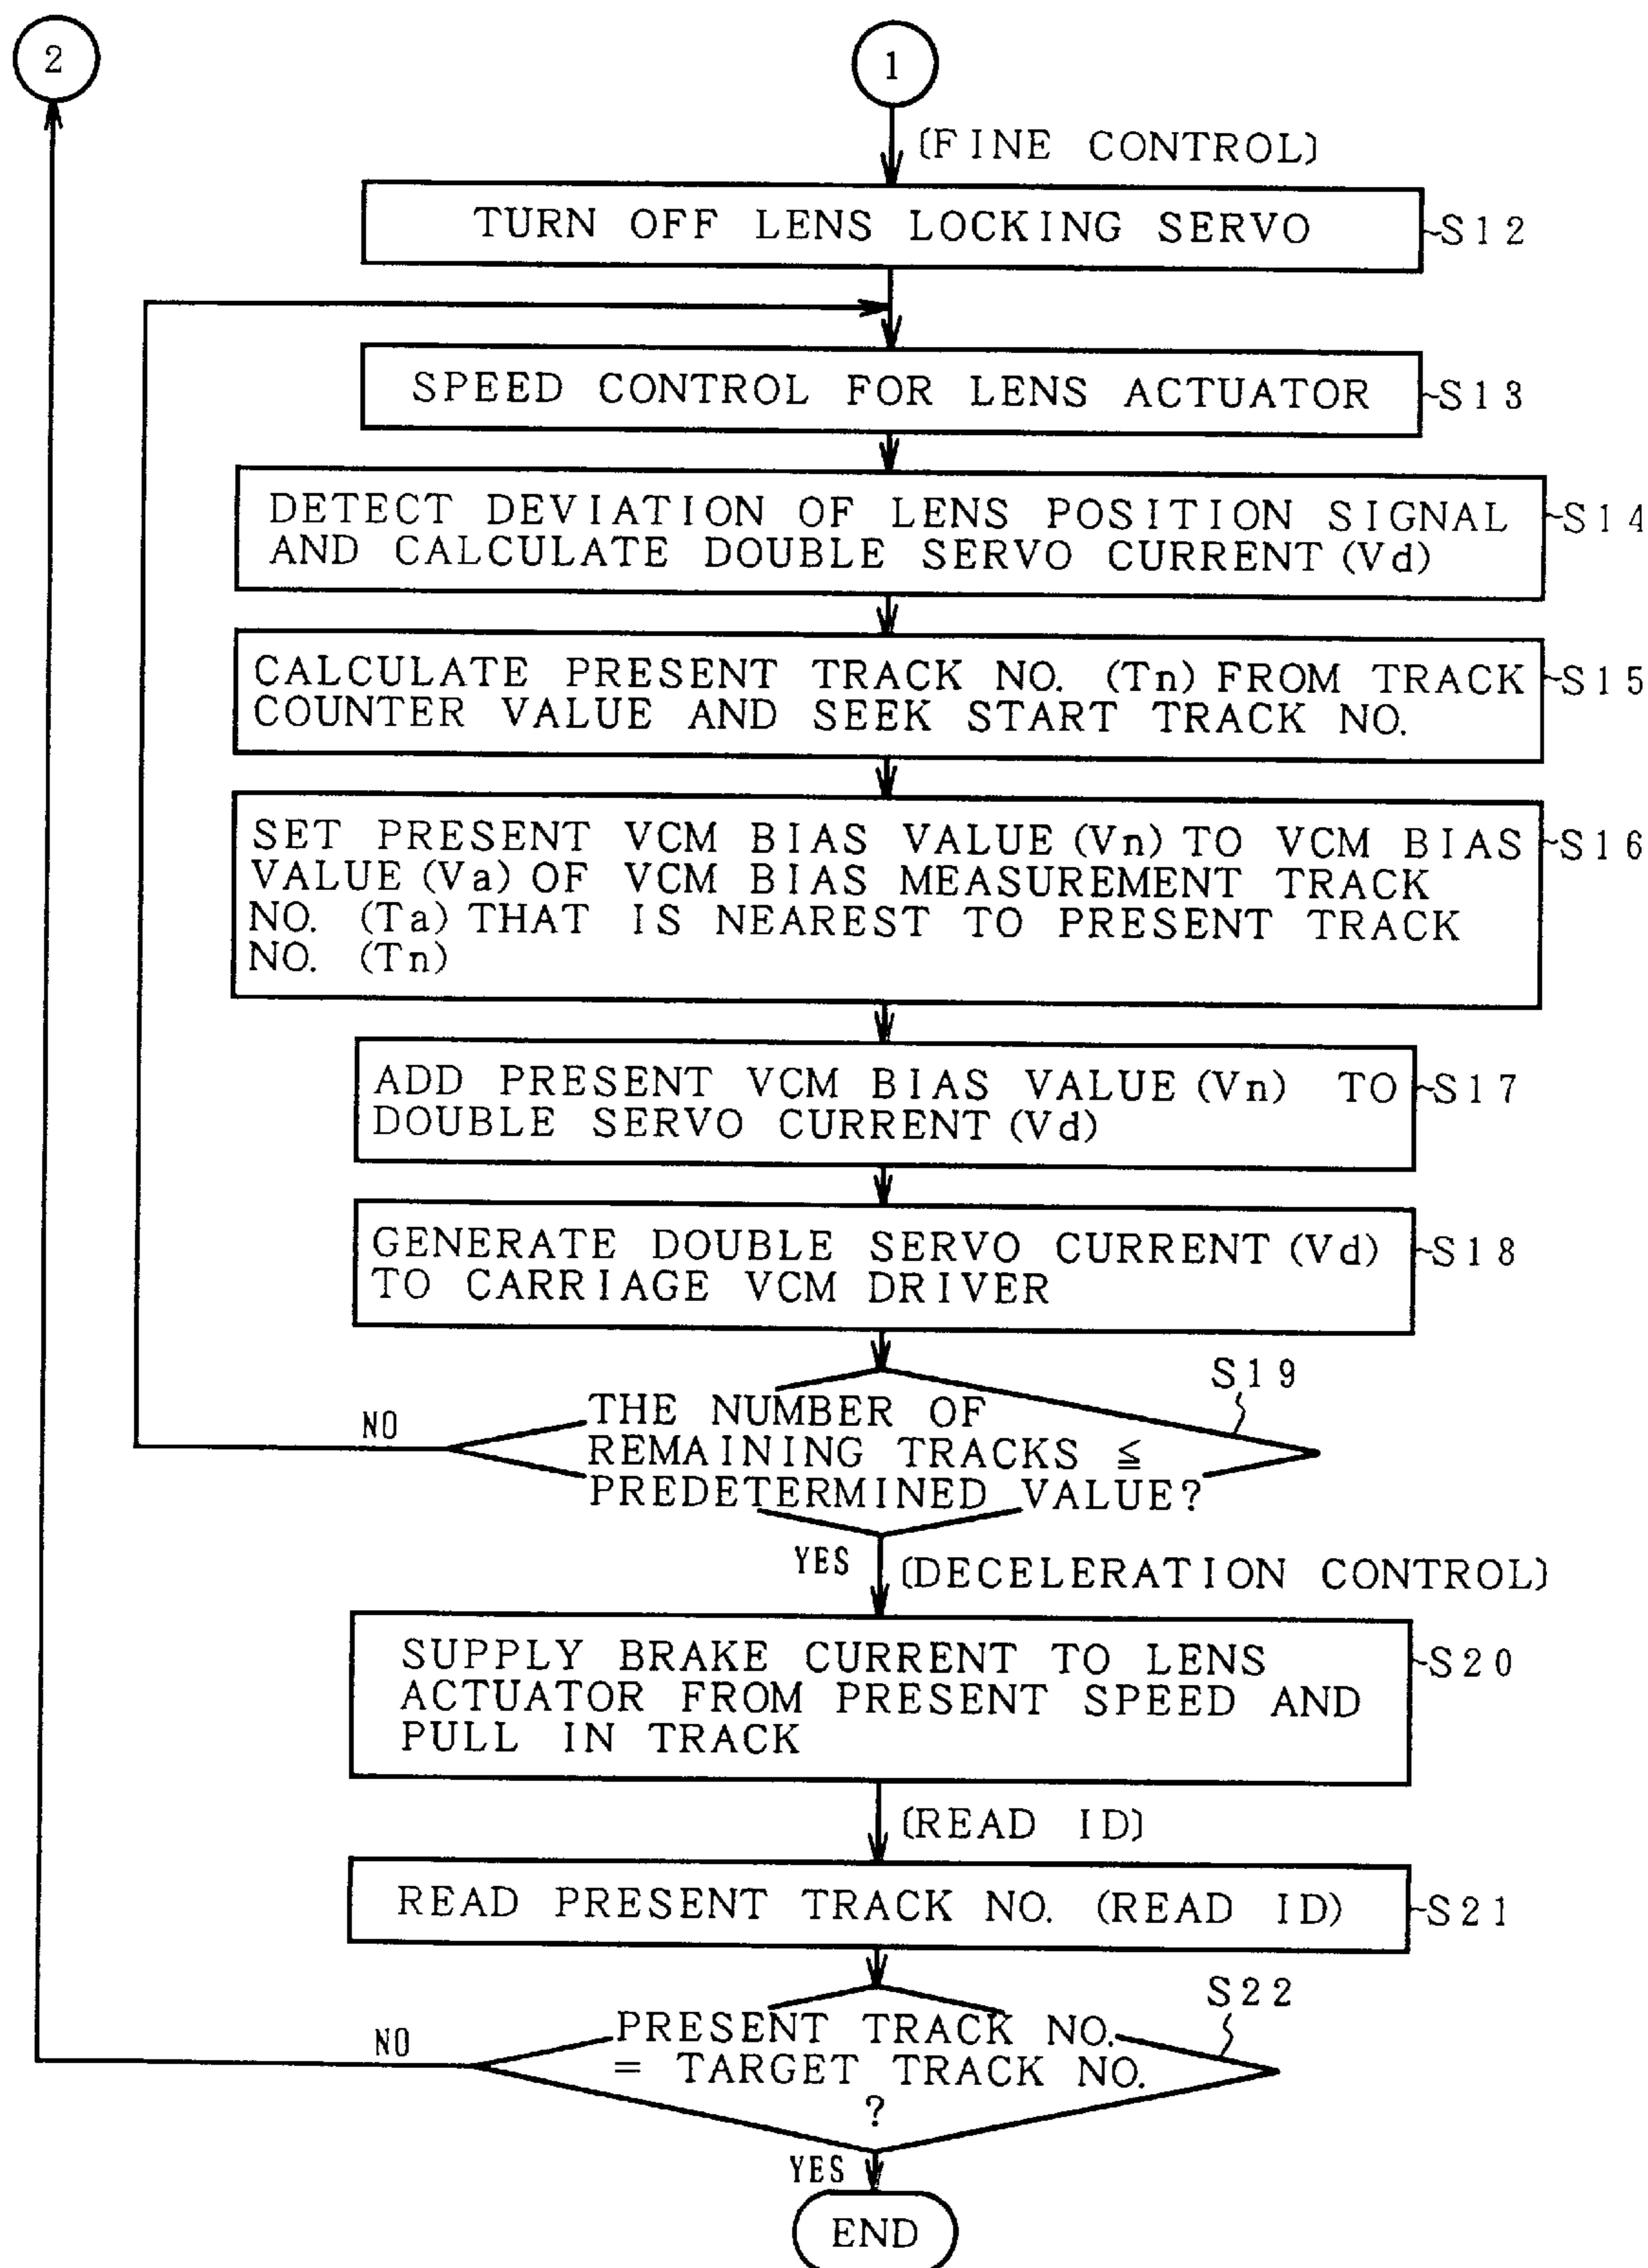 2
1
(FINE CONTROL)
TURN OFF LENS LOCKING SERVO
S12
SPEED CONTROL FOR LENS ACTUATOR
S13
DETECT DEVIATION OF LENS POSITION SIGNAL
AND CALCULATE DOUBLE SERVO CURRENT (Vd)
S14
CALCULATE PRESENT TRACK NO. (Tn) FROM TRACK
COUNTER VALUE AND SEEK START TRACK NO.
S15
SET PRESENT VCM BIAS VALUE (Vn) TO VCM BIAS
VALUE (Va) OF VCM BIAS MEASUREMENT TRACK
NO. (Ta) THAT IS NEAREST TO PRESENT TRACK
NO. (Tn)
S16
ADD PRESENT VCM BIAS VALUE (Vn) TO
DOUBLE SERVO CURRENT (Vd)
S17
GENERATE DOUBLE SERVO CURRENT (Vd)
TO CARRIAGE VCM DRIVER
S18
S19
THE NUMBER OF
REMAINING TRACKS ≦
PREDETERMINED VALUE?
NO
YES
(DECELERATION CONTROL)
SUPPLY BRAKE CURRENT TO LENS
ACTUATOR FROM PRESENT SPEED AND
PULL IN TRACK
S20
(READ ID)
READ PRESENT TRACK NO. (READ ID)
S21
S22
PRESENT TRACK NO.
= TARGET TRACK NO.
?
NO
YES
END